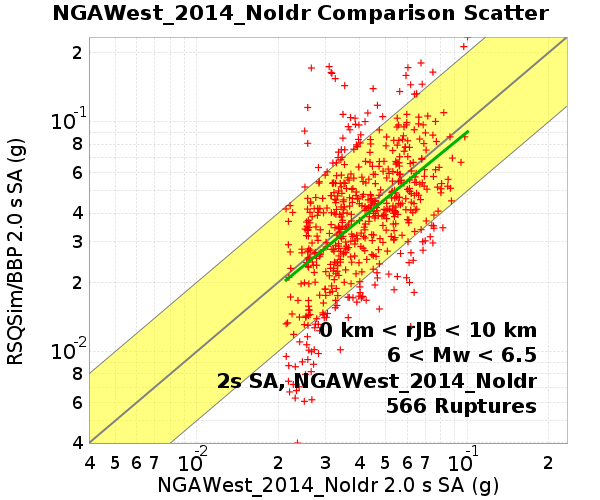 NGAWest_2014_NoIdr Comparison Scatter
RSQSim/BBP 2.0 s SA (g)
2
10⁻¹
8
6
4
3
2
10⁻²
8
6
4
0 km < rJB < 10 km
6 < Mw < 6.5
2s SA, NGAWest_2014_NoIdr
566 Ruptures
4 5 6 7 10⁻² 2 3 4 5 6 7 10⁻¹ 2
NGAWest_2014_NoIdr 2.0 s SA (g)